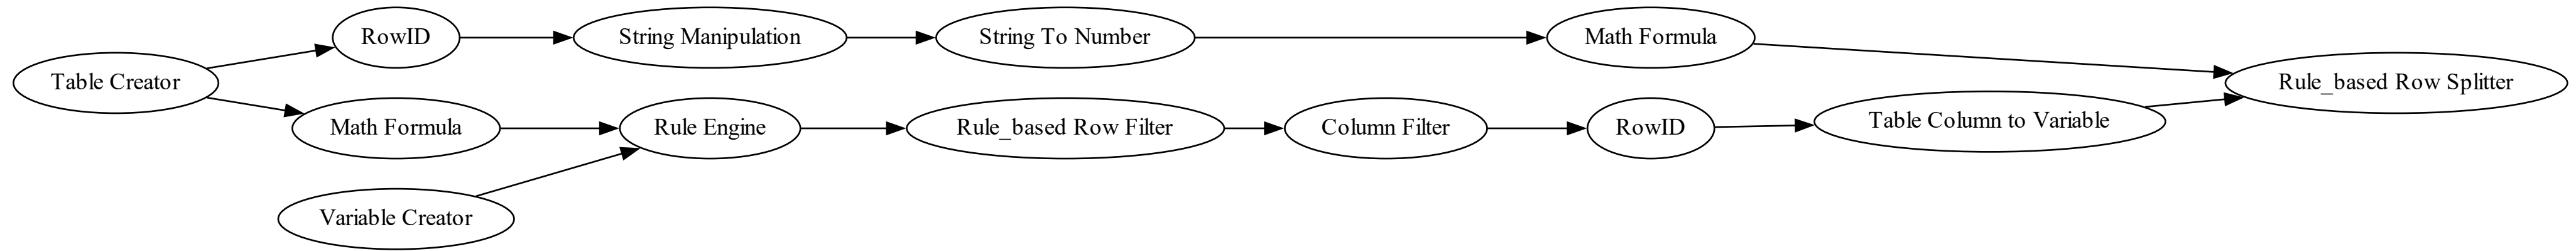 Table Creator
RowID
String Manipulation
String To Number
Math Formula
Rule_based Row Splitter
Math Formula
Rule Engine
Rule_based Row Filter
Column Filter
RowID
Table Column to Variable
Variable Creator